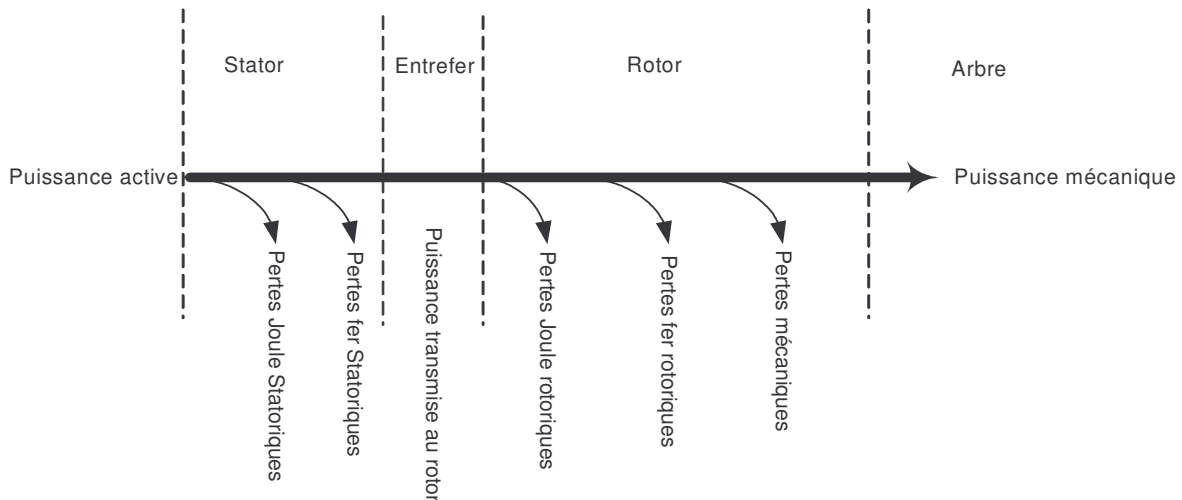 Stator
Entrefer
Rotor
Arbre
Puissance active
Puissance mécanique
Pertes Joule Statoriques
Pertes fer Statoriques
Puissance transmise au rotor
Pertes Joule rotoriques
Pertes fer rotoriques
Pertes mécaniques